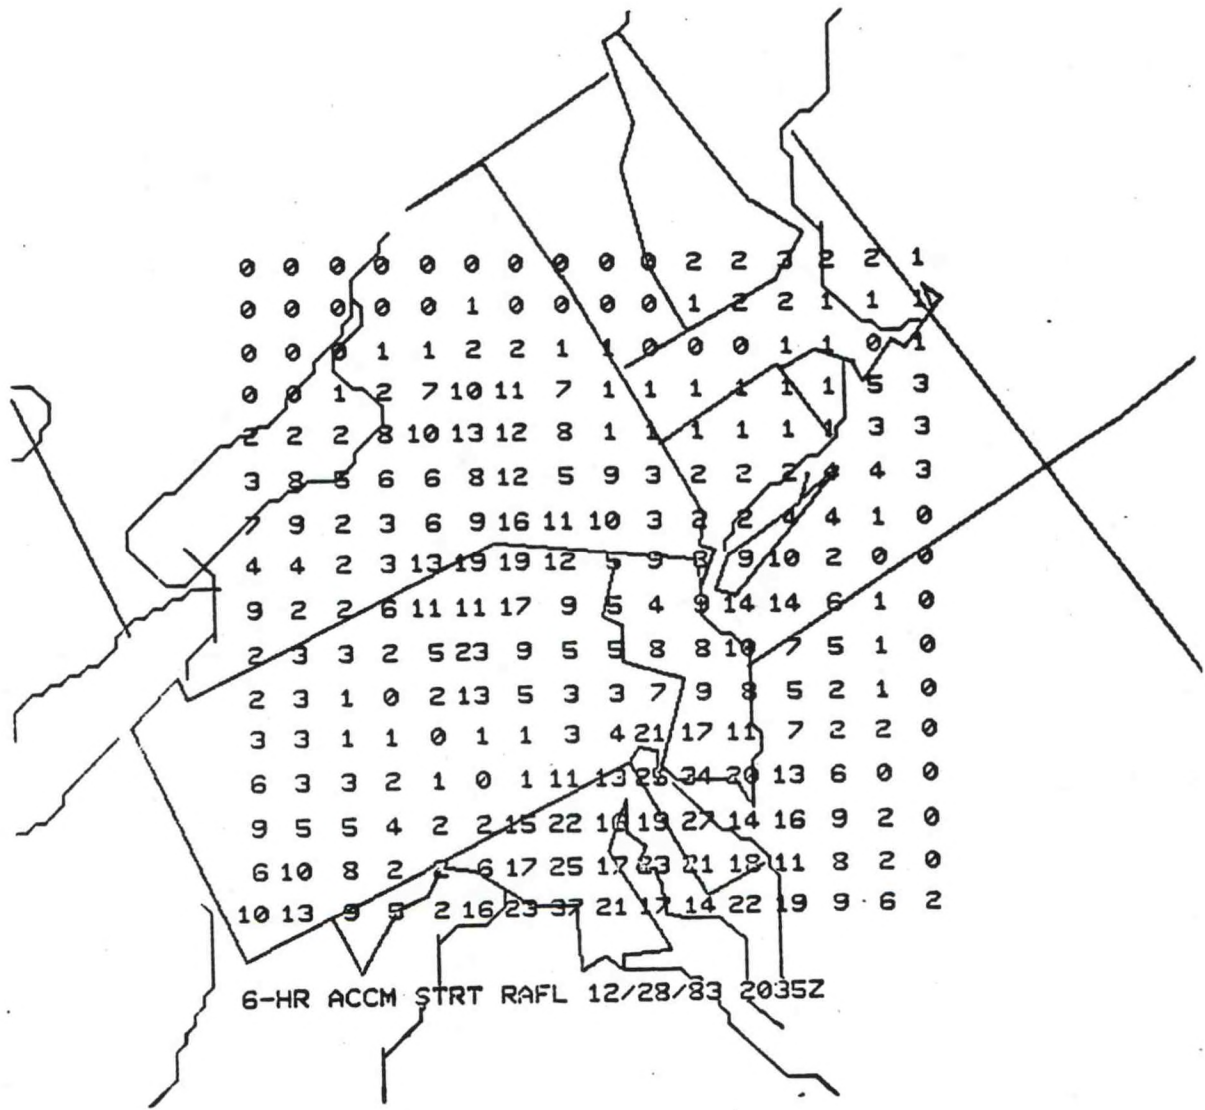 0 0 0 0 0 0 0 0 0 0 2 2 3 2 2 1
0 0 0 0 0 1 0 0 0 0 1 2 2 1 1 1
0 0 0 1 1 2 2 1 1 0 0 0 1 1 0 1
0 0 1 2 7 10 11 7 1 1 1 1 1 1 5 3
2 2 2 8 10 13 12 8 1 1 1 1 1 1 3 3
3 8 5 6 6 8 12 5 9 3 2 2 2 4 4 3
7 9 2 3 6 9 16 11 10 3 2 2 4 4 1 0
4 4 2 3 13 19 19 12 5 9 8 9 10 2 0 0
9 2 2 6 11 11 17 9 5 4 9 14 14 6 1 0
2 3 3 2 5 23 9 5 5 8 8 10 7 5 1 0
2 3 1 0 2 13 5 3 3 7 9 8 5 2 1 0
3 3 1 1 0 1 1 3 4 21 17 11 7 2 2 0
6 3 3 2 1 0 1 11 13 25 34 20 13 6 0 0
9 5 5 4 2 2 15 22 16 19 27 14 16 9 2 0
6 10 8 2 6 17 25 17 21 18 11 8 2 0
10 13 9 5 2 16 23 37 21 17 14 22 19 9 6 2
6-HR ACCM STRT RAFL 12/28/83 2035Z